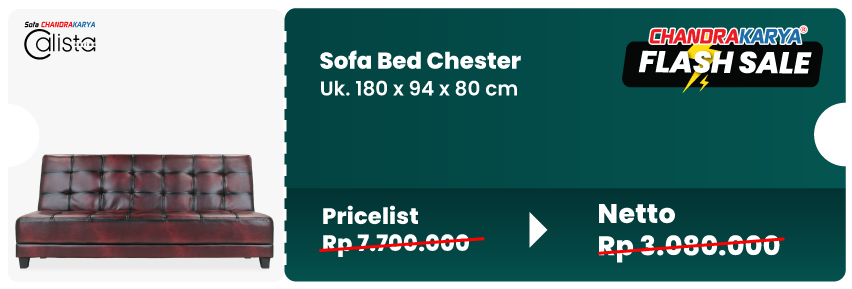 Sofa CHANDRAKARYA
Calista
CHANDRAKARYA®
FLASH SALE
Sofa Bed Chester
Uk. 180 x 94 x 80 cm
Pricelist
Rp 7.700.000
Netto
Rp 3.080.000